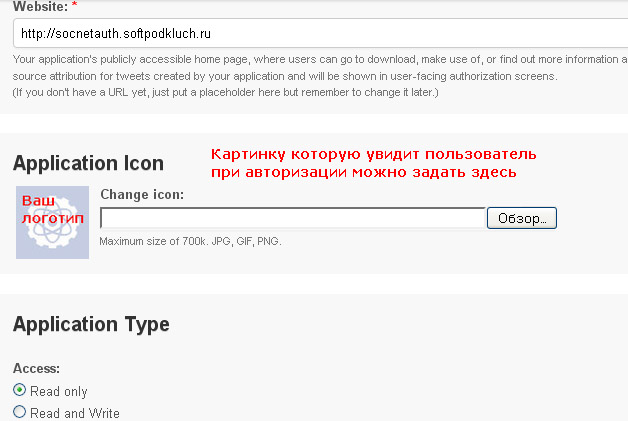 Website: *
http://socnetauth.softpodkluch.ru
Your application's publicly accessible home page, where users can go to download, make use of, or find out more information a
source attribution for tweets created by your application and will be shown in user-facing authorization screens.
(If you don't have a URL yet, just put a placeholder here but remember to change it later.)
Application Icon
Картинку которую увидит пользователь
при авторизации можно задать здесь
Ваш
логотип
Change icon:
Обзор...
Maximum size of 700k. JPG, GIF, PNG.
Application Type
Access:
Read only
Read and Write